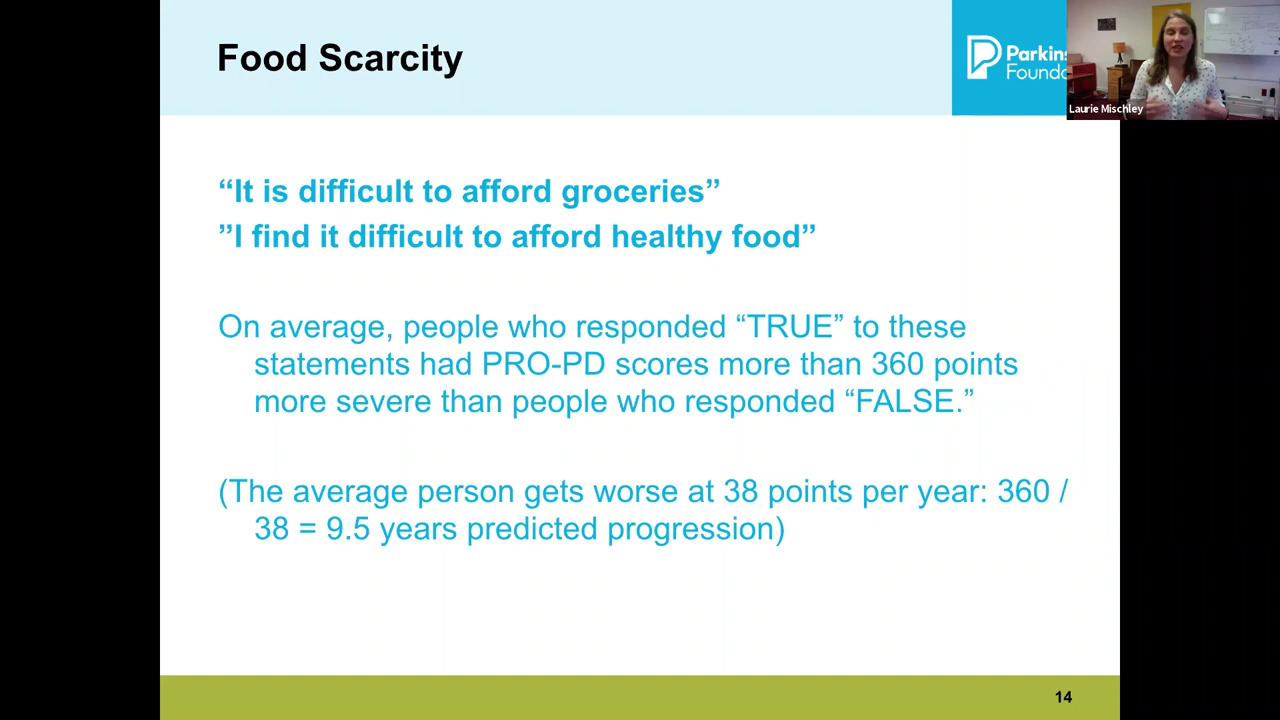 Food Scarcity
Parkins
Founda
Laurie Mischley
“It is difficult to afford groceries”
”I find it difficult to afford healthy food”
On average, people who responded “TRUE” to these
statements had PRO-PD scores more than 360 points
more severe than people who responded “FALSE.”
(The average person gets worse at 38 points per year: 360 /
38 = 9.5 years predicted progression)
14